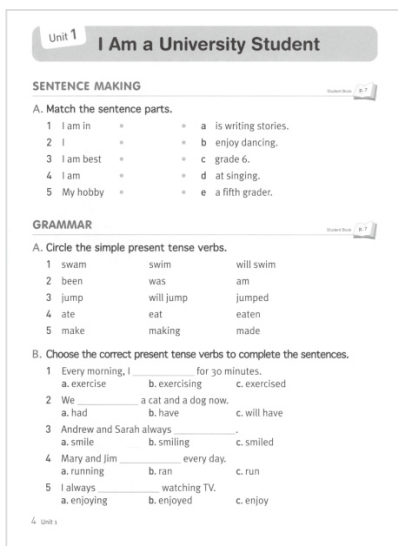 Unit 1
I Am a University Student
SENTENCE MAKING
Student Book p. 7
A. Match the sentence parts.
1 I am in • • a is writing stories.
2 I • • b enjoy dancing.
3 I am best • • c grade 6.
4 I am • • d at singing.
5 My hobby • • e a fifth grader.
GRAMMAR
Student Book p. 7
A. Circle the simple present tense verbs.
1 swam swim will swim
2 been was am
3 jump will jump jumped
4 ate eat eaten
5 make making made
B. Choose the correct present tense verbs to complete the sentences.
1 Every morning, I __________ for 30 minutes.
a. exercise b. exercising c. exercised
2 We __________ a cat and a dog now.
a. had b. have c. will have
3 Andrew and Sarah always __________.
a. smile b. smiling c. smiled
4 Mary and Jim __________ every day.
a. running b. ran c. run
5 I always __________ watching TV.
a. enjoying b. enjoyed c. enjoy
4 Unit 1